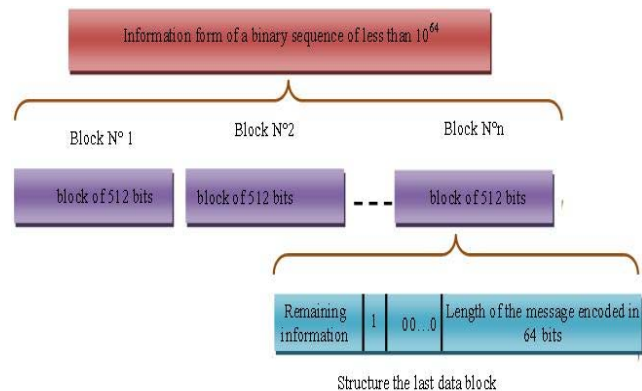 Information form of a binary sequence of less than 10^64
Block N° 1
Block N°2
Block N°n
block of 512 bits
block of 512 bits
block of 512 bits
Remaining information
1
00...0
Length of the message encoded in 64 bits
Structure the last data block